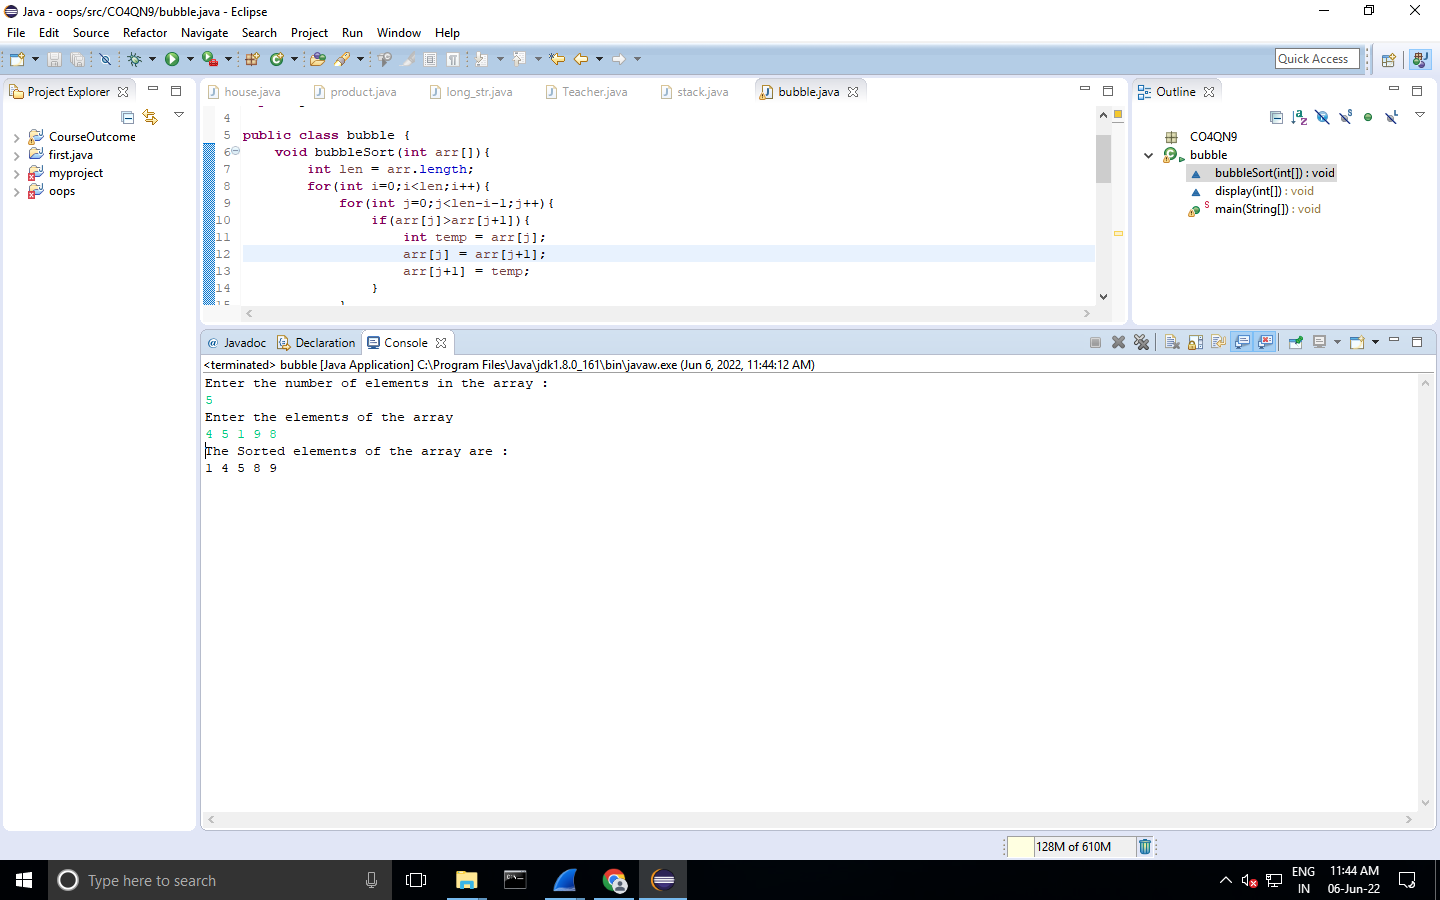 Java - oops/src/CO4QN9/bubble.java - Eclipse
File Edit Source Refactor Navigate Search Project Run Window Help
Quick Access
Project Explorer
CourseOutcome
first.java
myproject
oops
house.java product.java long_str.java Teacher.java stack.java bubble.java
4
5 public class bubble {
6 void bubbleSort(int arr[]){
7 int len = arr.length;
8 for(int i=0;i<len;i++){
9 for(int j=0;j<len-i-1;j++){
10 if(arr[j]>arr[j+1]){
11 int temp = arr[j];
12 arr[j] = arr[j+1];
13 arr[j+1] = temp;
14 }
Outline
CO4QN9
bubble
bubbleSort(int[]) : void
display(int[]) : void
main(String[]) : void
@ Javadoc Declaration Console
<terminated> bubble [Java Application] C:\Program Files\Java\jdk1.8.0_161\bin\javaw.exe (Jun 6, 2022, 11:44:12 AM)
Enter the number of elements in the array :
5
Enter the elements of the array
4 5 1 9 8
The Sorted elements of the array are :
1 4 5 8 9
128M of 610M
Type here to search
ENG
IN
11:44 AM
06-Jun-22